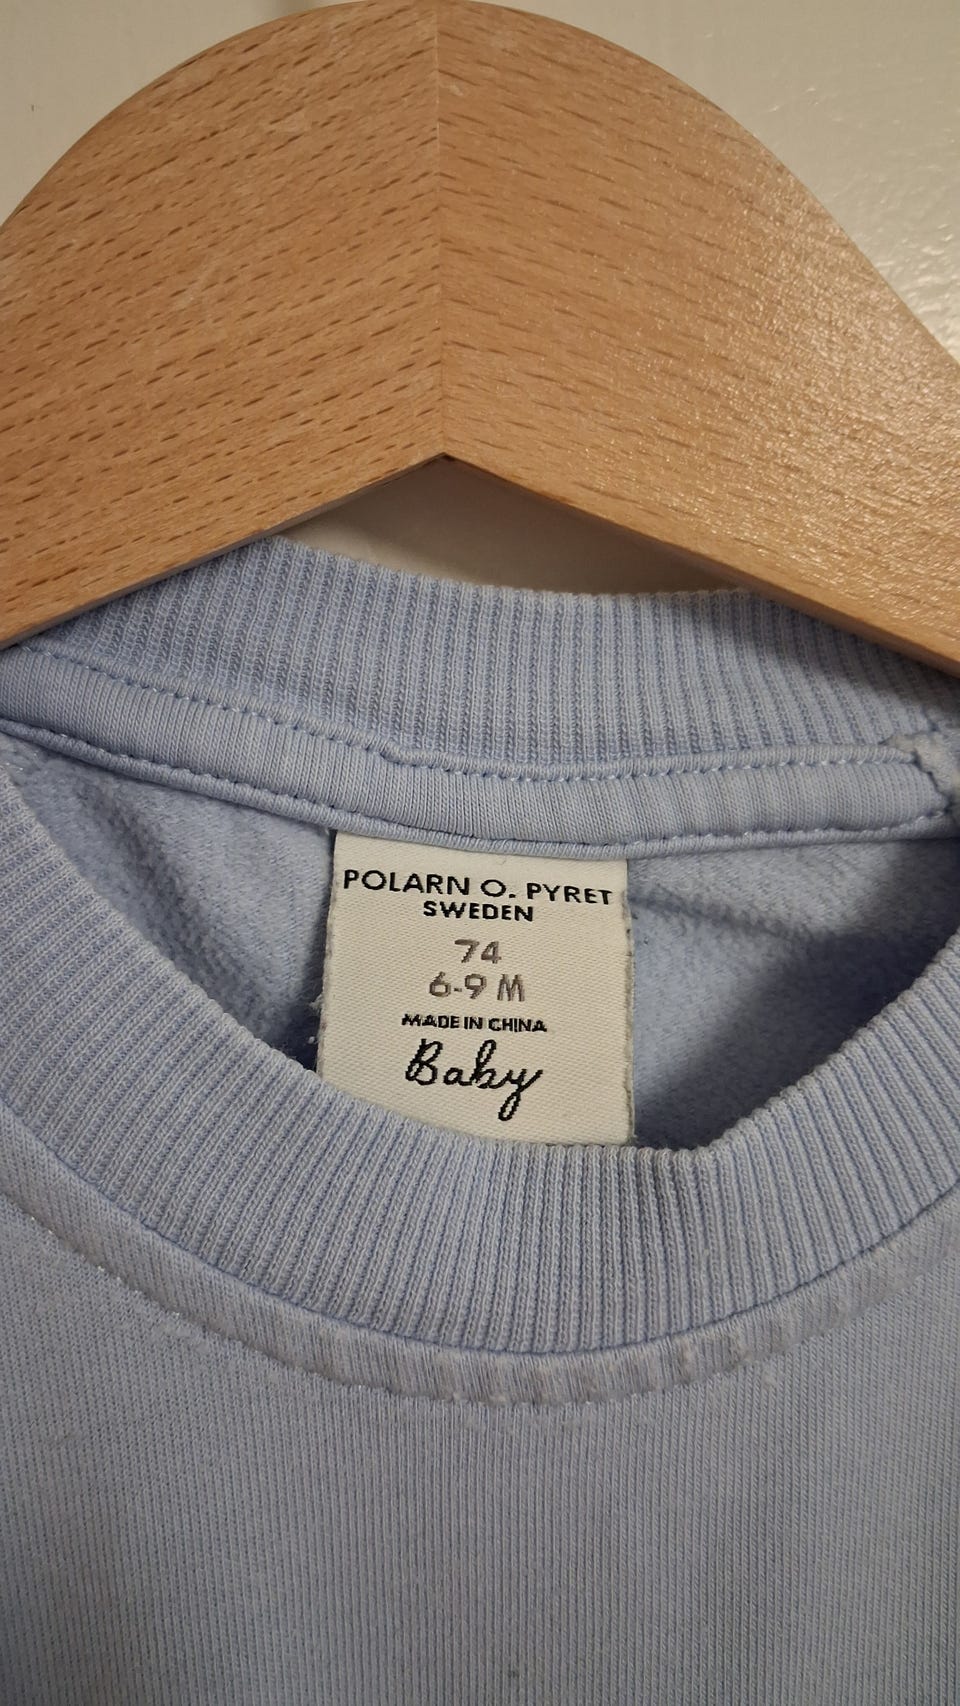 POLARN O. PYRET
SWEDEN
74
6-9 M
MADE IN CHINA
Baby